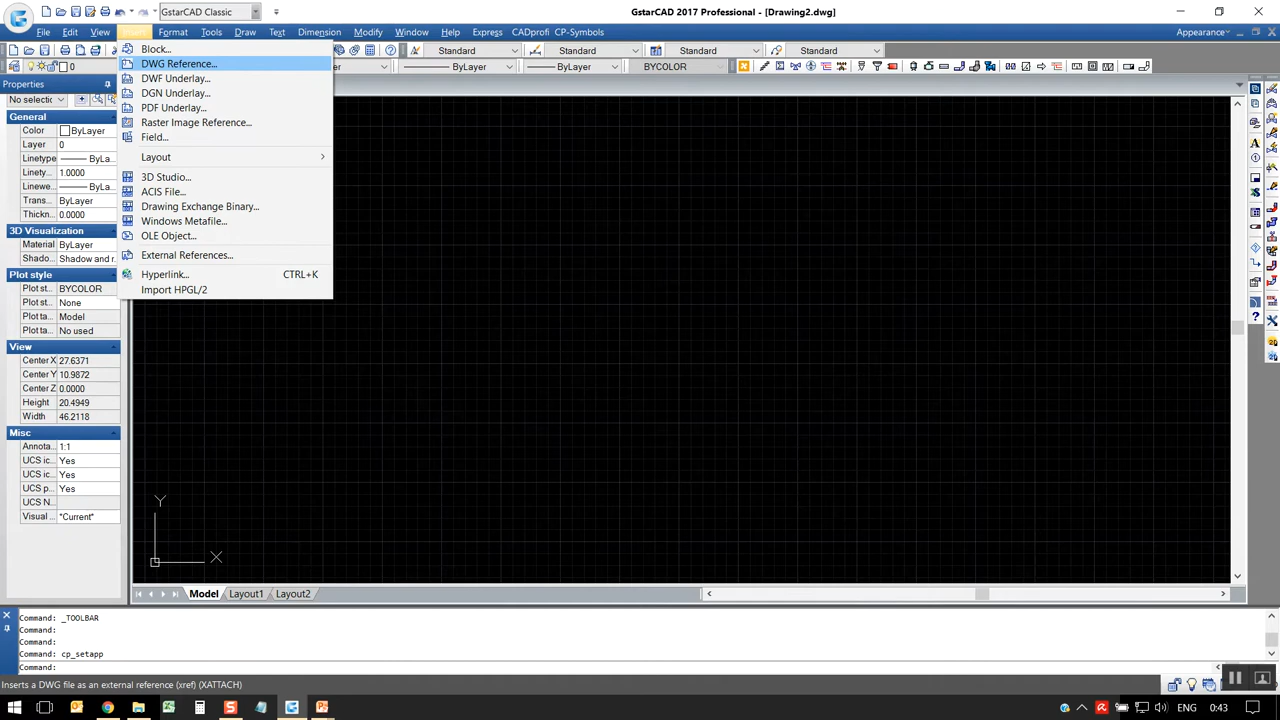 GstarCAD Classic
GstarCAD 2017 Professional - [Drawing2.dwg]
File Edit View Insert Format Tools Draw Text Dimension Modify Window Help Express CADprofi CP-Symbols Appearance
Block...
Standard Standard Standard Standard
0
DWG Reference...
ByLayer ByLayer BYCOLOR
DWF Underlay...
DGN Underlay...
PDF Underlay...
Raster Image Reference...
Field...
Layout
3D Studio...
ACIS File...
Drawing Exchange Binary...
Windows Metafile...
OLE Object...
External References...
Hyperlink... CTRL+K
Import HPGL/2
Properties
No selectic
General
Color ByLayer
Layer 0
Linetype ByLa...
Linety... 1.0000
Linewe... ByLa...
Trans... ByLayer
Thickn... 0.0000
3D Visualization
Material ByLayer
Shado... Shadow and r...
Plot style
Plot st... BYCOLOR
Plot st... None
Plot ta... Model
Plot ta... No used
View
Center X 27.6371
Center Y 10.9872
Center Z 0.0000
Height 20.4949
Width 46.2118
Misc
Annota... 1:1
UCS ic... Yes
UCS ic... Yes
UCS p... Yes
UCS N...
Visual ... "Current"
Y
X
Model Layout1 Layout2
Command: _TOOLBAR
Command:
Command:
Command: cp_setapp
Command:
Inserts a DWG file as an external reference (xref) (XATTACH)
ENG 0:43